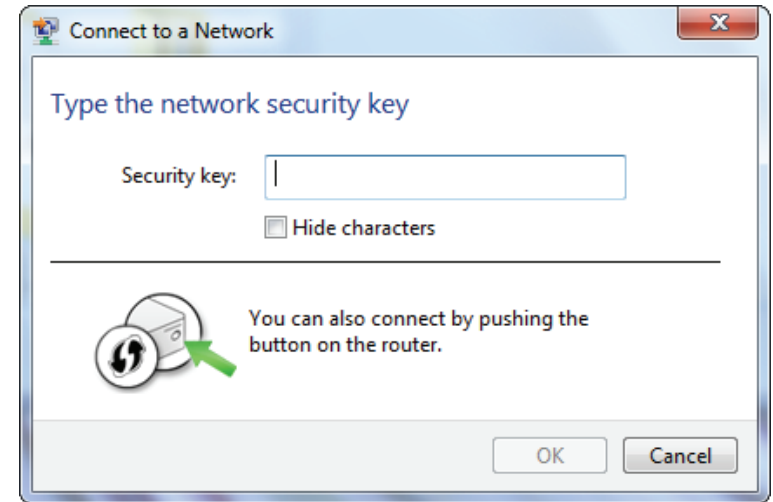 Connect to a Network
Type the network security key
Security key:
Hide characters
You can also connect by pushing the
button on the router.
OK
Cancel